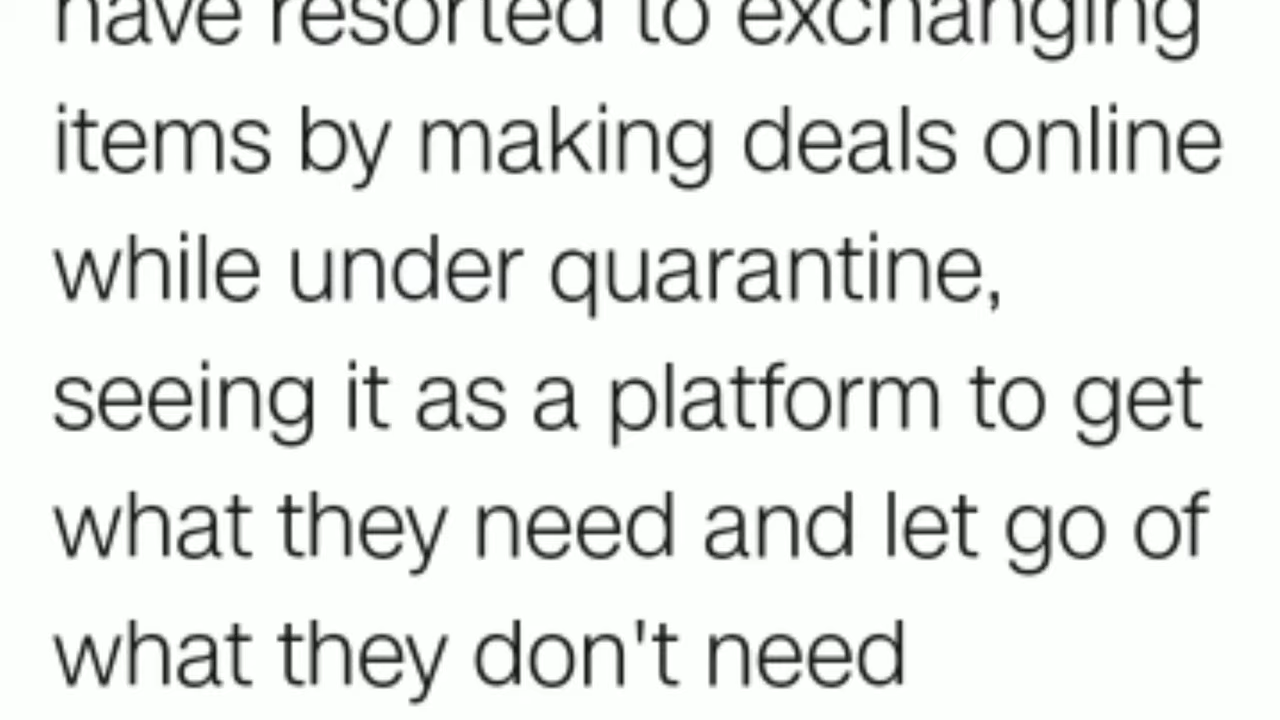 have resorted to exchanging
items by making deals online
while under quarantine,
seeing it as a platform to get
what they need and let go of
what they don't need